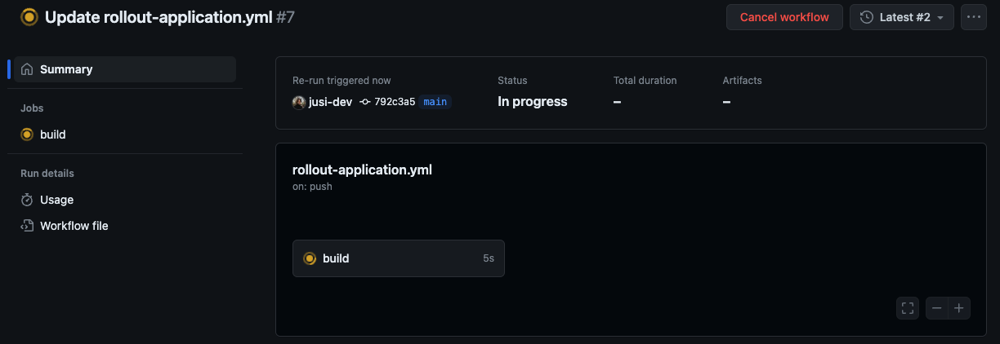 Update rollout-application.yml #7
Cancel workflow
Latest #2
Summary
Jobs
build
Run details
Usage
Workflow file
Re-run triggered now
jusi-dev 792c3a5 main
Status
In progress
Total duration
–
Artifacts
–
rollout-application.yml
on: push
build 5s